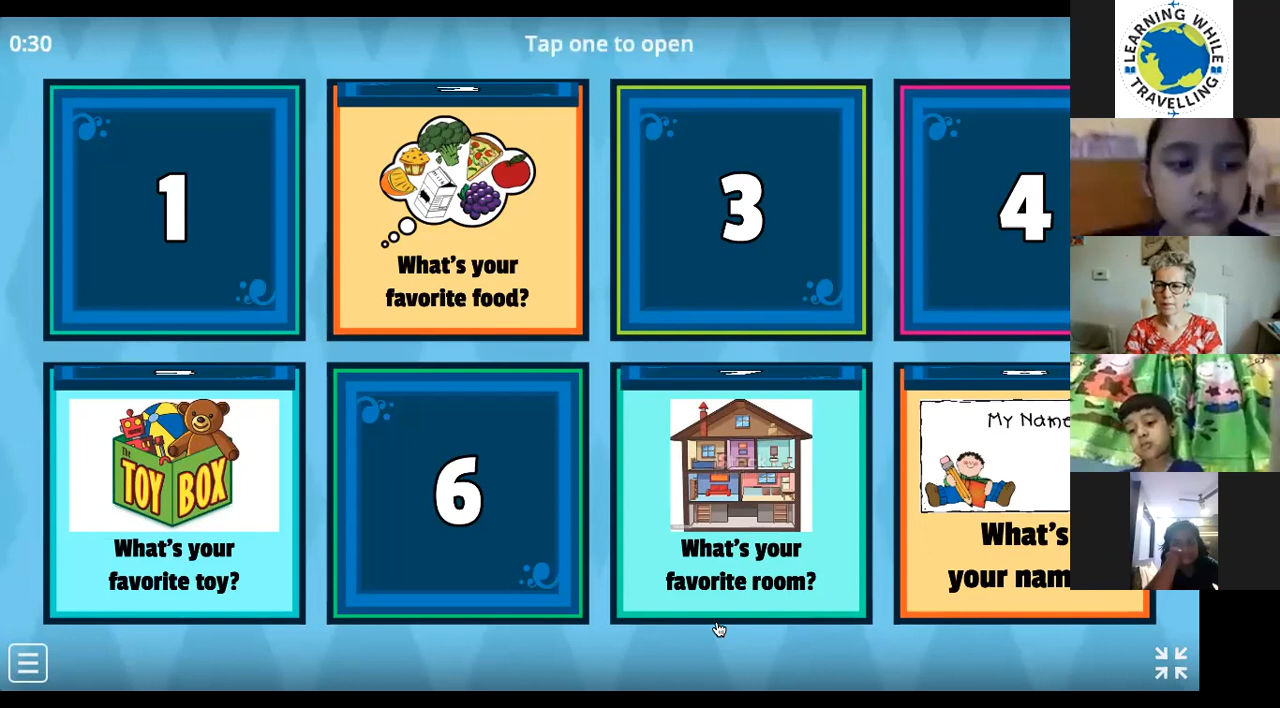 0:30
Tap one to open
LEARNING WHILE
TRAVELLING
1
What's your
favorite food?
3
4
The
TOY BOX
What's your
favorite toy?
6
What's your
favorite room?
My Name
What's
your nam